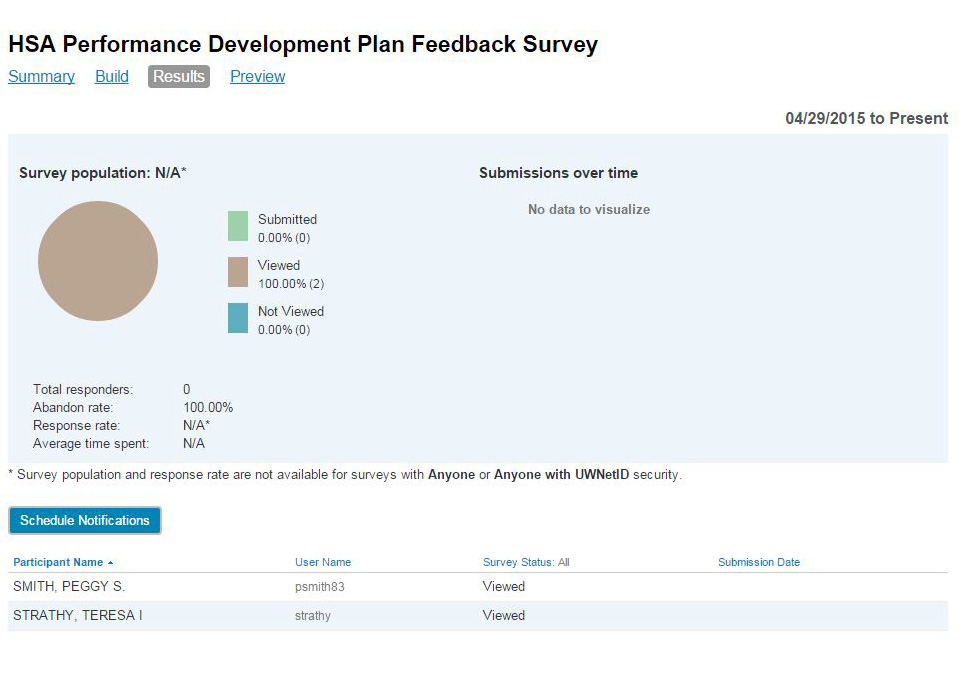 HSA Performance Development Plan Feedback Survey
Summary Build Results Preview
04/29/2015 to Present
Survey population: N/A*
Submitted
0.00% (0)
Viewed
100.00% (2)
Not Viewed
0.00% (0)
Submissions over time
No data to visualize
Total responders: 0
Abandon rate: 100.00%
Response rate: N/A*
Average time spent: N/A
* Survey population and response rate are not available for surveys with Anyone or Anyone with UWNetID security.
Schedule Notifications
Participant Name User Name Survey Status: All Submission Date
SMITH, PEGGY S. psmith83 Viewed
STRATHY, TERESA I strathy Viewed